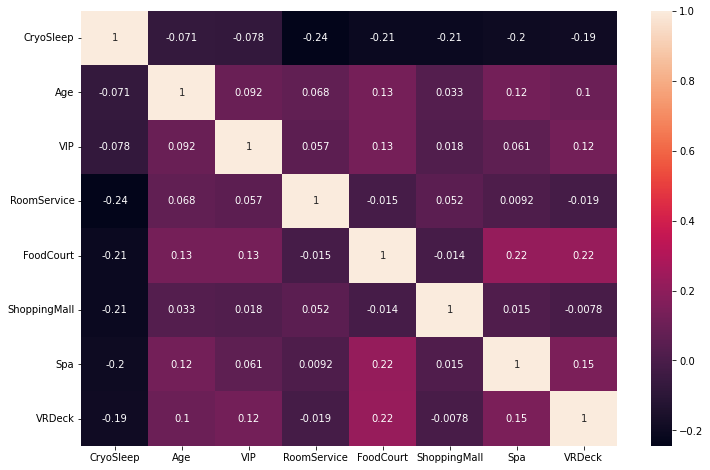 CryoSleep 1 -0.071 -0.078 -0.24 -0.21 -0.21 -0.2 -0.19
Age -0.071 1 0.092 0.068 0.13 0.033 0.12 0.1
VIP -0.078 0.092 1 0.057 0.13 0.018 0.061 0.12
RoomService -0.24 0.068 0.057 1 -0.015 0.052 0.0092 -0.019
FoodCourt -0.21 0.13 0.13 -0.015 1 -0.014 0.22 0.22
ShoppingMall -0.21 0.033 0.018 0.052 -0.014 1 0.015 -0.0078
Spa -0.2 0.12 0.061 0.0092 0.22 0.015 1 0.15
VRDeck -0.19 0.1 0.12 -0.019 0.22 -0.0078 0.15 1
CryoSleep Age VIP RoomService FoodCourt ShoppingMall Spa VRDeck
1.0
0.8
0.6
0.4
0.2
0.0
-0.2